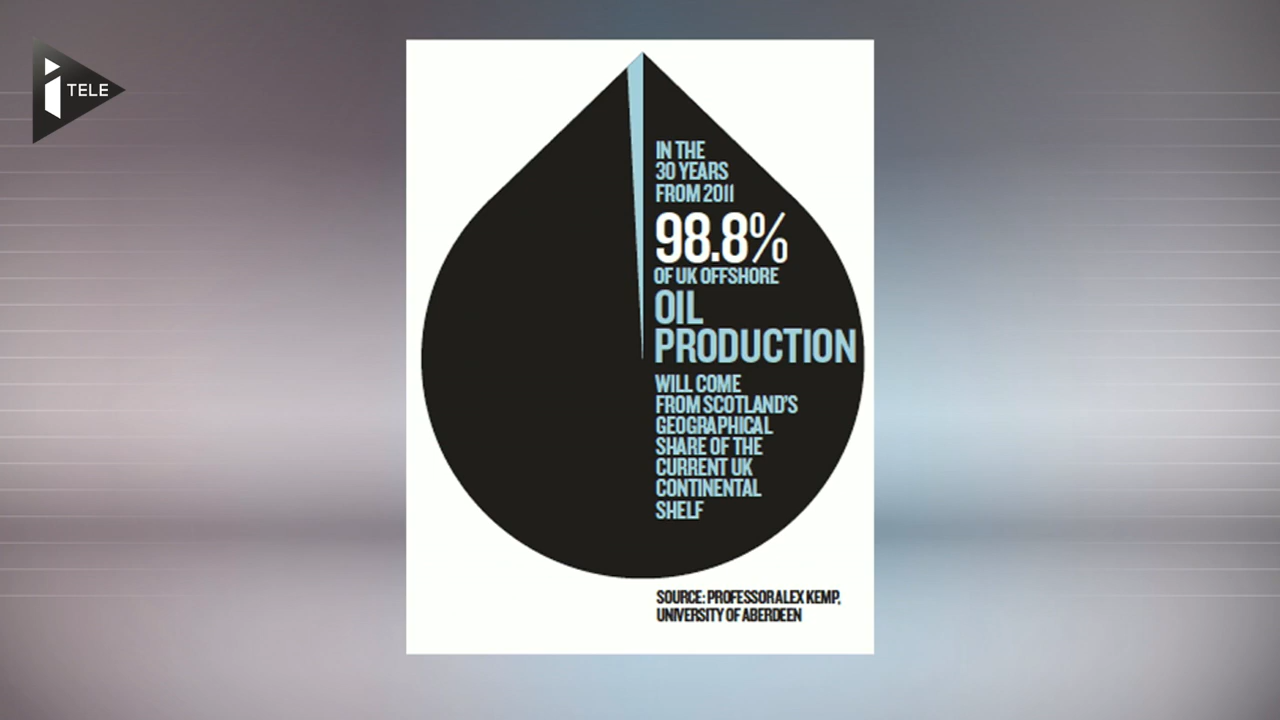 i TELE
IN THE
30 YEARS
FROM 2011
98.8%
OF UK OFFSHORE
OIL
PRODUCTION
WILL COME
FROM SCOTLAND'S
GEOGRAPHICAL
SHARE OF THE
CURRENT UK
CONTINENTAL
SHELF
SOURCE: PROFESSOR ALEX KEMP,
UNIVERSITY OF ABERDEEN